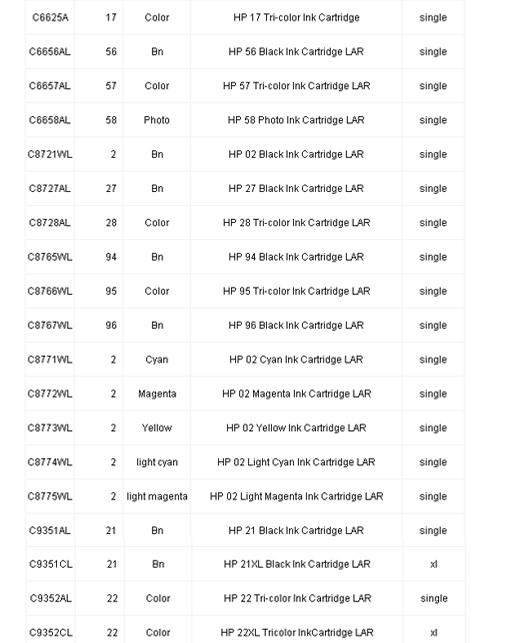 C6625A 17 Color HP 17 Tri-color Ink Cartridge single
C6656AL 56 Bn HP 56 Black Ink Cartridge LAR single
C6657AL 57 Color HP 57 Tri-color Ink Cartridge LAR single
C6658AL 58 Photo HP 58 Photo Ink Cartridge LAR single
C8721WL 2 Bn HP 02 Black Ink Cartridge LAR single
C8727AL 27 Bn HP 27 Black Ink Cartridge LAR single
C8728AL 28 Color HP 28 Tri-color Ink Cartridge LAR single
C8765WL 94 Bn HP 94 Black Ink Cartridge LAR single
C8766WL 95 Color HP 95 Tri-color Ink Cartridge LAR single
C8767WL 96 Bn HP 96 Black Ink Cartridge LAR single
C8771WL 2 Cyan HP 02 Cyan Ink Cartridge LAR single
C8772WL 2 Magenta HP 02 Magenta Ink Cartridge LAR single
C8773WL 2 Yellow HP 02 Yellow Ink Cartridge LAR single
C8774WL 2 light cyan HP 02 Light Cyan Ink Cartridge LAR single
C8775WL 2 light magenta HP 02 Light Magenta Ink Cartridge LAR single
C9351AL 21 Bn HP 21 Black Ink Cartridge LAR single
C9351CL 21 Bn HP 21XL Black Ink Cartridge LAR xl
C9352AL 22 Color HP 22 Tri-color Ink Cartridge LAR single
C9352CL 22 Color HP 22XL Tricolor InkCartridge LAR xl